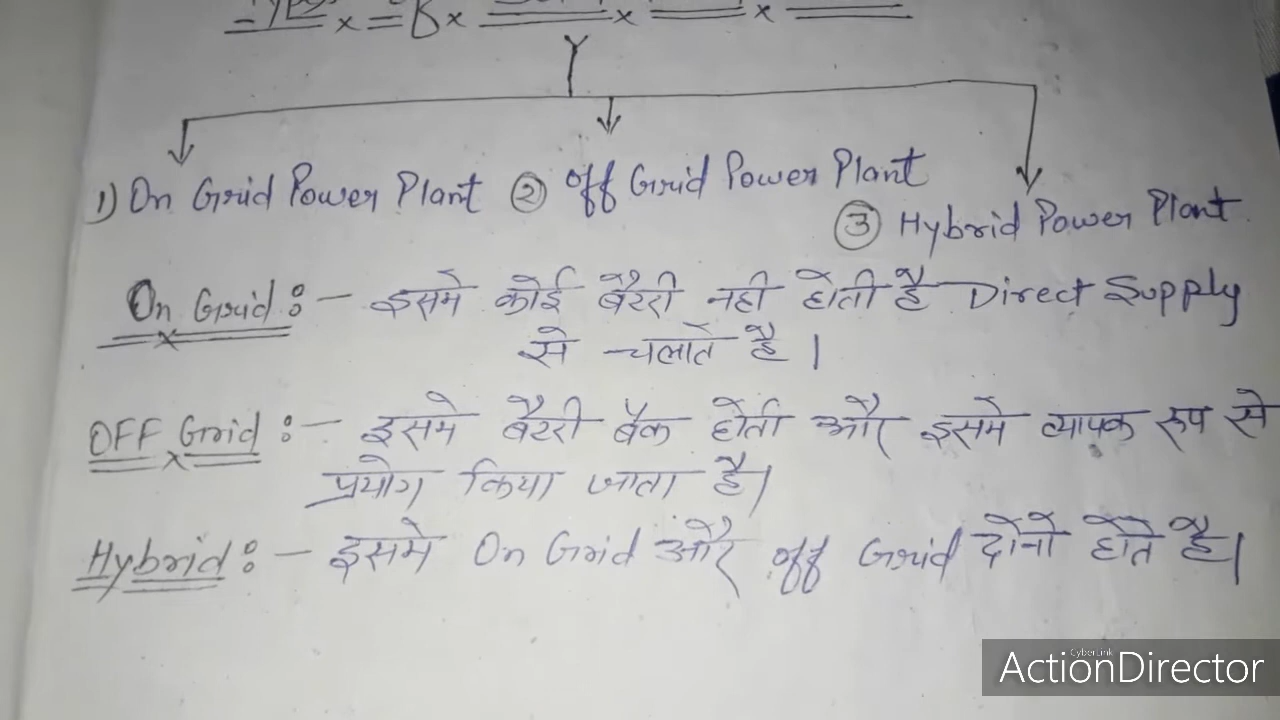 1) On Grid Power Plant ② off Grid Power Plant
③ Hybrid Power Plant
On Grid :- इसमे कोई बैटरी नही होती है Direct Supply
से चलाते है।
OFF Grid :- इसमे बैटरी बैंक होती और इसमे व्यापक रूप से
प्रयोग किया जाता है।
Hybrid :- इसमे On Grid और off Grid दोनो होते है।
CyberLink
ActionDirector